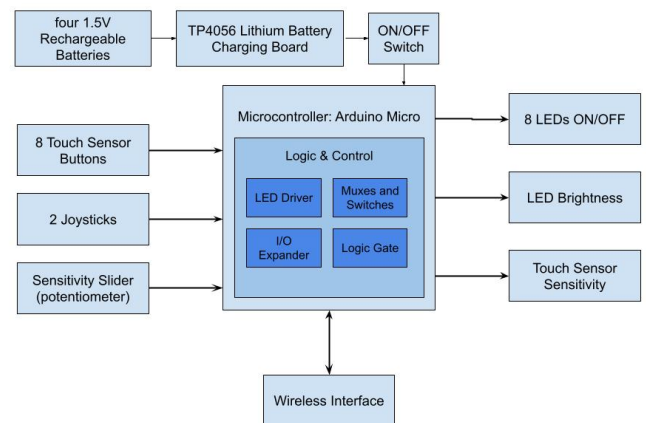 four 1.5V
Rechargeable
Batteries
TP4056 Lithium Battery
Charging Board
ON/OFF
Switch
Microcontroller: Arduino Micro
8 LEDs ON/OFF
8 Touch Sensor
Buttons
Logic & Control
LED Driver
Muxes and
Switches
LED Brightness
2 Joysticks
I/O
Expander
Logic Gate
Sensitivity Slider
(potentiometer)
Touch Sensor
Sensitivity
Wireless Interface